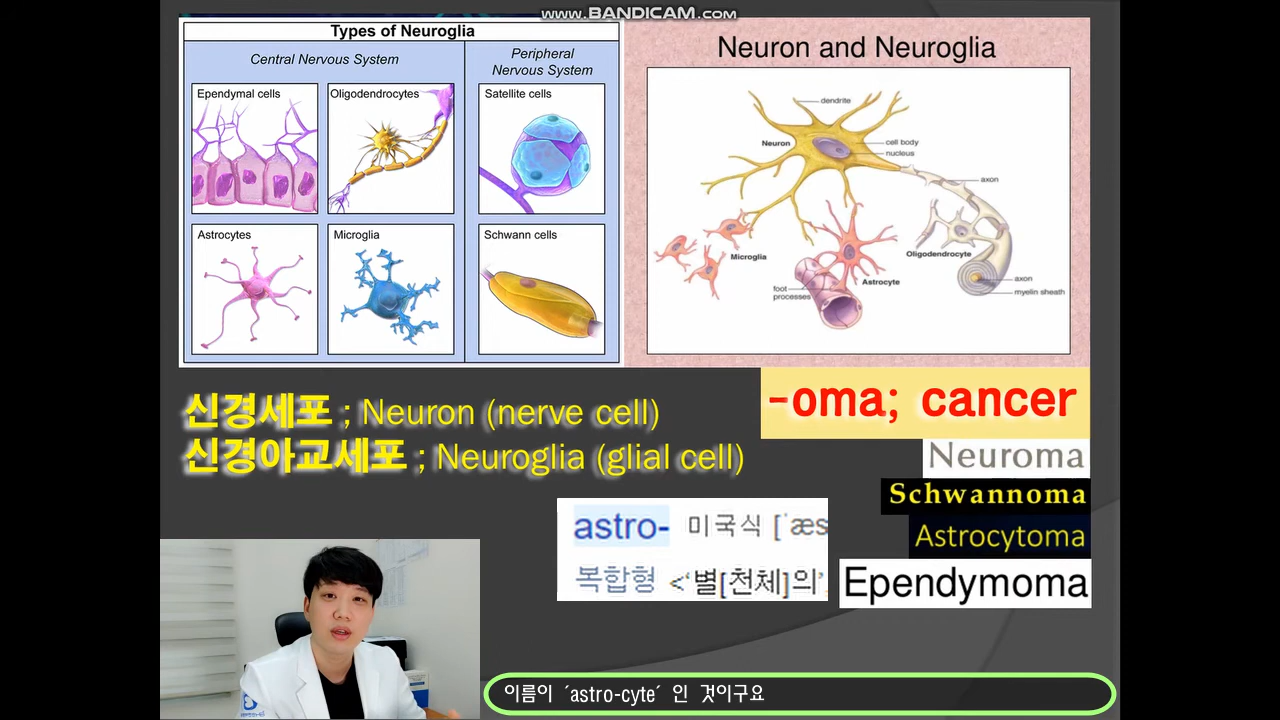 www.BANDICAM.com
Types of Neuroglia
Central Nervous System
Peripheral
Nervous System
Ependymal cells
Oligodendrocytes
Satellite cells
Astrocytes
Microglia
Schwann cells
Neuron and Neuroglia
dendrite
Neuron
cell body
nucleus
axon
Microglia
Oligodendrocyte
foot
processes
Astrocyte
axon
myelin sheath
신경세포 ; Neuron (nerve cell)
신경아교세포 ; Neuroglia (glial cell)
-oma; cancer
Neuroma
Schwannoma
Astrocytoma
Ependymoma
astro- 미국식 [ˈæs
복합형 <‘별[천체]의’
이름이 ´astro-cyte´ 인 것이구요